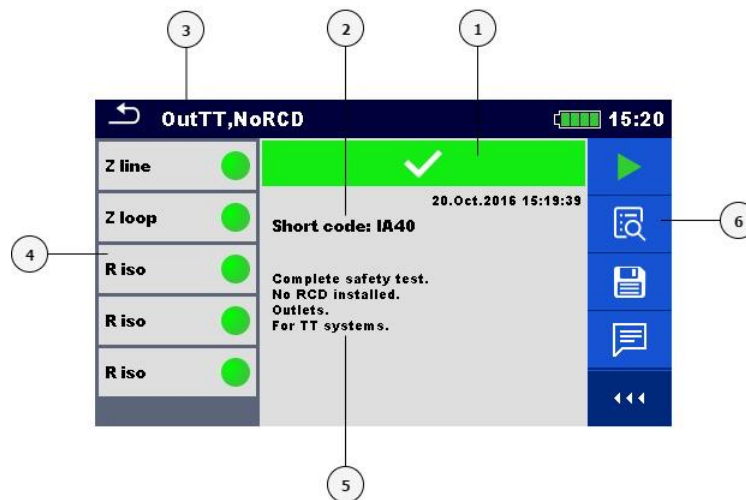 3
2
1
OutTT,NoRCD
15:20
Z line
Z loop
R iso
R iso
R iso
20.Oct.2016 15:19:39
Short code: IA40
Complete safety test.
No RCD installed.
Outlets.
For TT systems.
4
6
5